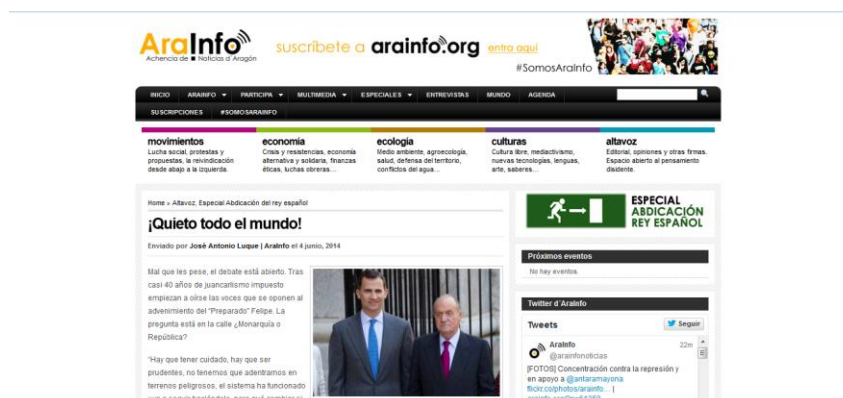 AraInfo
Achencia de ■ Noticias d'Aragón
suscríbete a arainfo.org entra aquí
#SomosAraInfo
INICIO ARAINFO PARTICIPA MULTIMEDIA ESPECIALES ENTREVISTAS MUNDO AGENDA
SUSCRIPCIONES #SOMOSARAINFO
movimientos
Lucha social, protestas y
propuestas, la reivindicación
desde abajo a la izquierda.
economía
Crisis y resistencias, economía
alternativa y solidaria, finanzas
éticas, luchas obreras...
ecología
Medio ambiente, agroecología,
salud, defensa del territorio,
conflictos del agua...
culturas
Cultura libre, mediactivismo,
nuevas tecnologías, lenguas,
arte, saberes...
altavoz
Editorial, opiniones y otras firmas.
Espacio abierto al pensamiento
disidente.
Home » Altavoz, Especial Abdicación del rey español
¡Quieto todo el mundo!
Enviado por José Antonio Luque | AraInfo el 4 junio, 2014
Mal que les pese, el debate está abierto. Tras
casi 40 años de juancarlismo impuesto
empiezan a oírse las voces que se oponen al
advenimiento del "Preparado" Felipe. La
pregunta está en la calle ¿Monarquía o
República?
"Hay que tener cuidado, hay que ser
prudentes, no tenemos que adentrarnos en
terrenos peligrosos, el sistema ha funcionado
ESPECIAL
ABDICACIÓN
REY ESPAÑOL
Próximos eventos
No hay eventos
Twitter d'AraInfo
Tweets
Seguir
AraInfo 22m
@arainfonoticias
[FOTOS] Concentración contra la represión y
en apoyo a @antaramayona
flickr.co/photos/arainfo... |